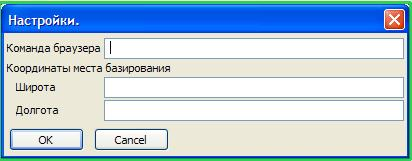 Настройки.
Команда браузера
Координаты места базирования
Широта
Долгота
OK Cancel